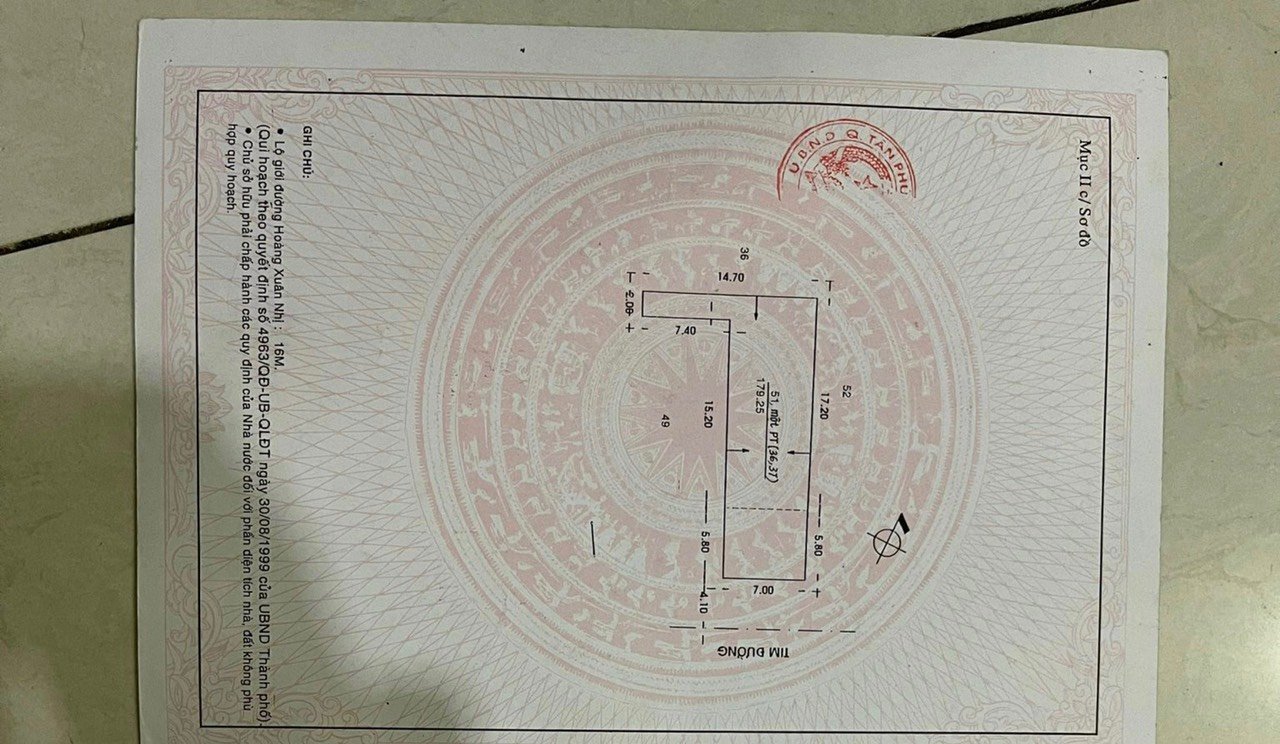 Mục II c/ Sơ đồ
U.B.N.D Q. TÂN PHÚ
36
14.70
2.00
7.40
52
17.20
51, một PT (36,37)
179.25
15.20
49
5.80
5.80
7.00
4.10
TIM ĐƯỜNG
GHI CHÚ:
• Lộ giới đường Hoàng Xuân Nhị : 16M.
(Qui hoạch theo quyết định số 4963/QĐ-UB-QLĐT ngày 30/08/1999 của UBND Thành phố).
• Chủ sở hữu phải chấp hành các quy định của Nhà nước đối với phần diện tích nhà, đất không phù
hợp quy hoạch.